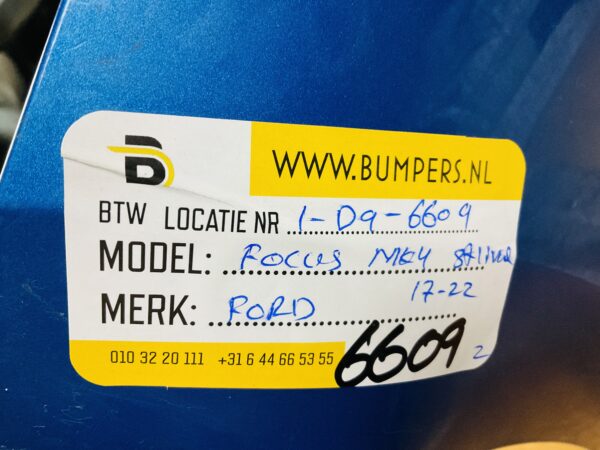 B
WWW.BUMPERS.NL
BTW LOCATIE NR 1-D9-6609
MODEL: FOCUS MK4
MERK: FORD 17-22
010 32 20 111 +31 6 44 66 53 55 6609 2